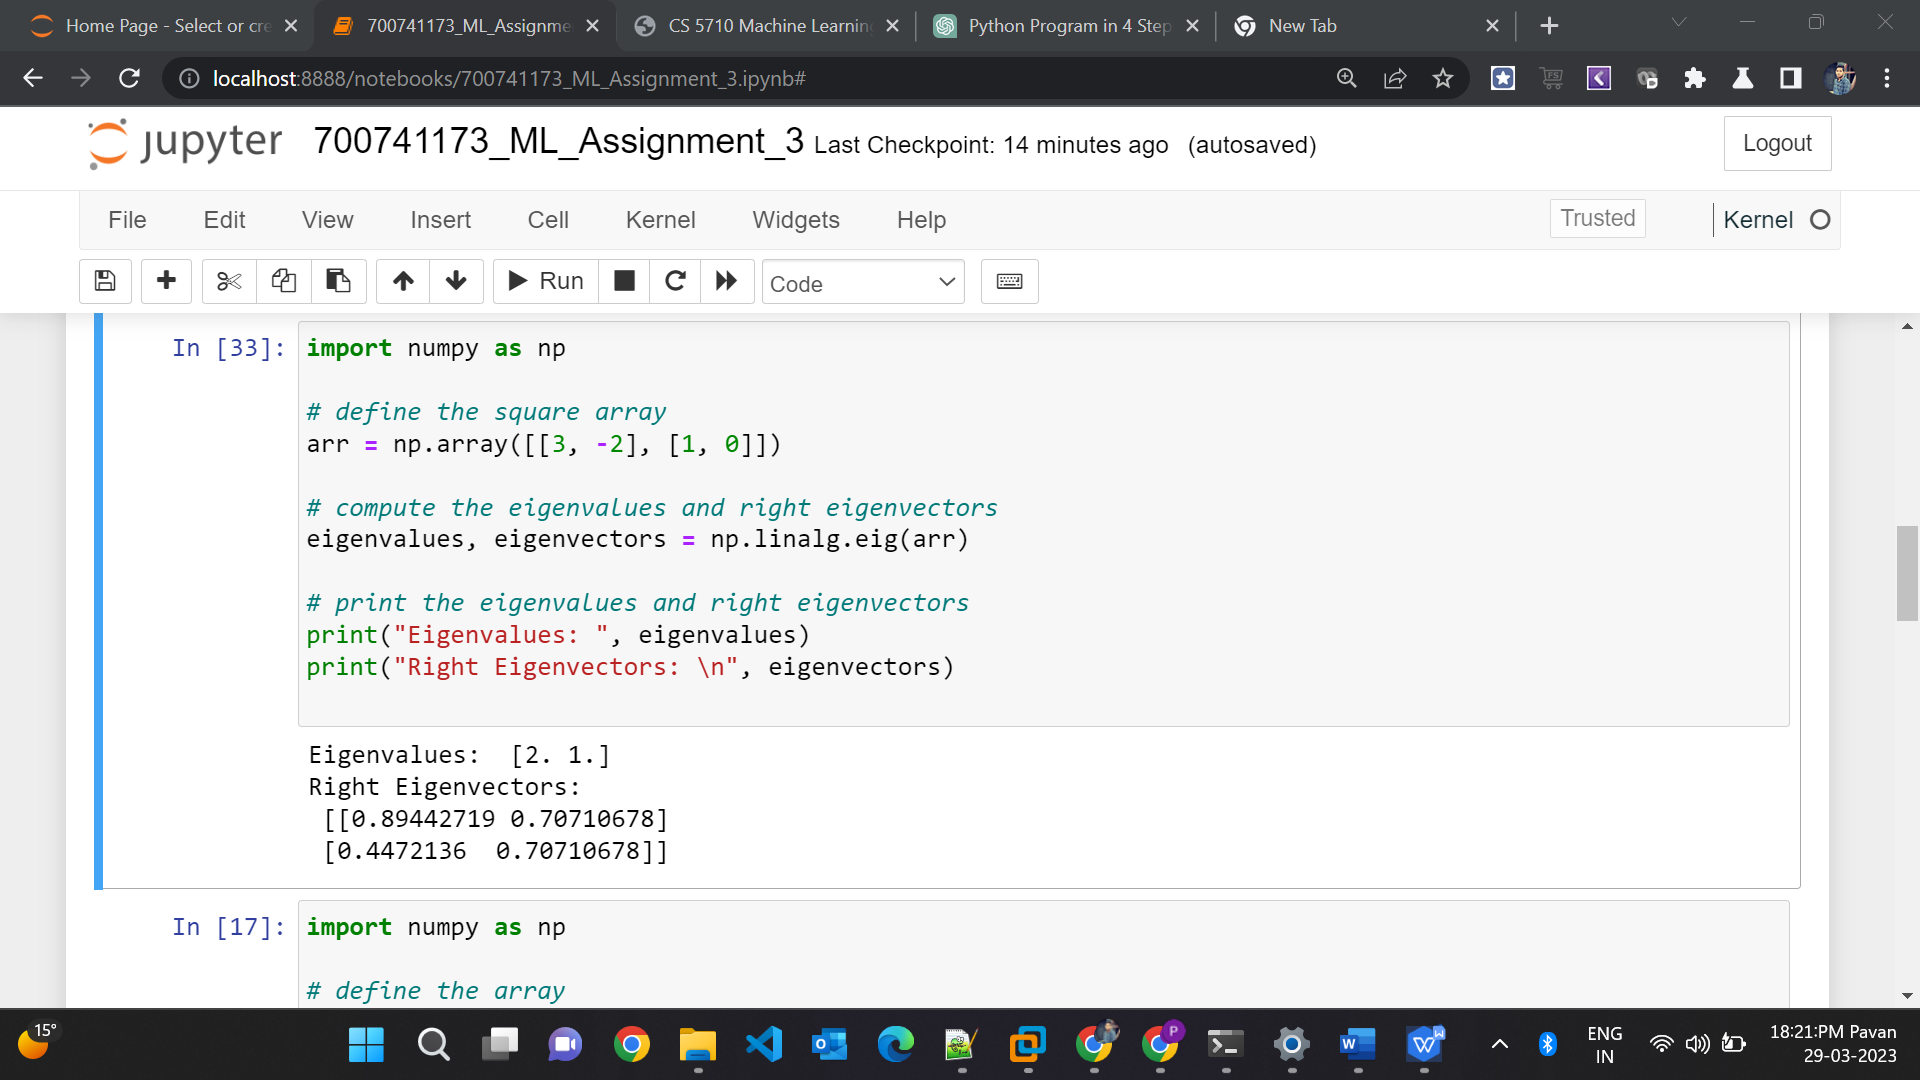 Home Page - Select or cre
700741173_ML_Assignme
CS 5710 Machine Learning
Python Program in 4 Step
New Tab
localhost:8888/notebooks/700741173_ML_Assignment_3.ipynb#
jupyter 700741173_ML_Assignment_3 Last Checkpoint: 14 minutes ago (autosaved)
Logout
File Edit View Insert Cell Kernel Widgets Help
Trusted
Kernel
Run
Code
In [33]:
import numpy as np
# define the square array
arr = np.array([[3, -2], [1, 0]])
# compute the eigenvalues and right eigenvectors
eigenvalues, eigenvectors = np.linalg.eig(arr)
# print the eigenvalues and right eigenvectors
print("Eigenvalues: ", eigenvalues)
print("Right Eigenvectors: \n", eigenvectors)
Eigenvalues:  [2. 1.]
Right Eigenvectors:
[[0.89442719 0.70710678]
[0.4472136  0.70710678]]
In [17]:
import numpy as np
# define the array
15°
ENG
IN
18:21:PM Pavan
29-03-2023